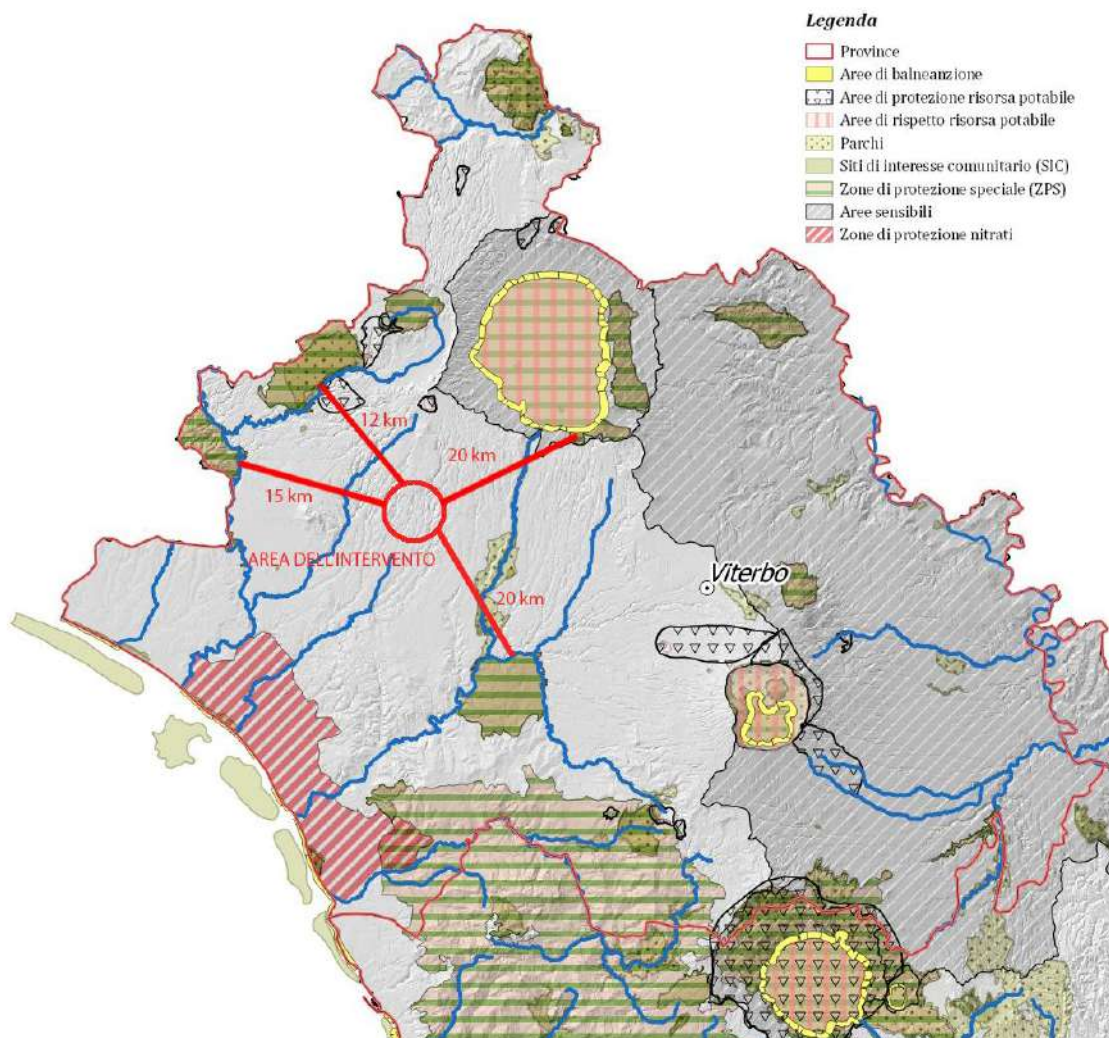 Legenda
Province
Aree di balneanzione
Aree di protezione risorsa potabile
Aree di rispetto risorsa potabile
Parchi
Siti di interesse comunitario (SIC)
Zone di protezione speciale (ZPS)
Aree sensibili
Zone di protezione nitrati
12 km
20 km
15 km
AREA DELL'INTERVENTO
Viterbo
20 km